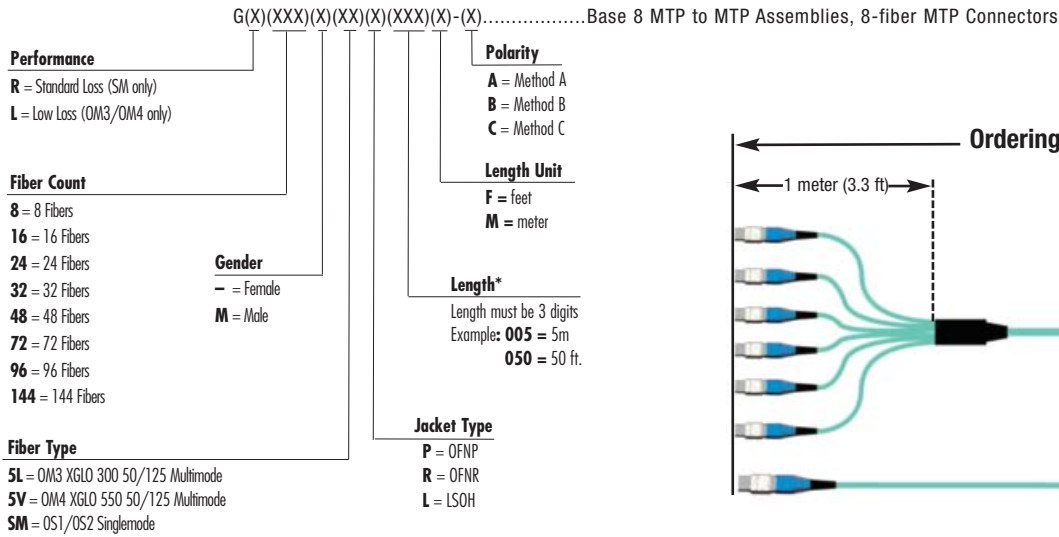 G(X)(XXX)(X)(XX)(X)(XXX)(X)-(X)..................Base 8 MTP to MTP Assemblies, 8-fiber MTP Connectors
Performance
R = Standard Loss (SM only)
L = Low Loss (OM3/OM4 only)
Polarity
A = Method A
B = Method B
C = Method C
Length Unit
F = feet
M = meter
Fiber Count
8 = 8 Fibers
16 = 16 Fibers
24 = 24 Fibers
32 = 32 Fibers
48 = 48 Fibers
72 = 72 Fibers
96 = 96 Fibers
144 = 144 Fibers
Gender
– = Female
M = Male
Length*
Length must be 3 digits
Example: 005 = 5m
050 = 50 ft.
Fiber Type
5L = OM3 XGLO 300 50/125 Multimode
5V = OM4 XGLO 550 50/125 Multimode
SM = OS1/OS2 Singlemode
Jacket Type
P = OFNP
R = OFNR
L = LSOH
Ordering
1 meter (3.3 ft)